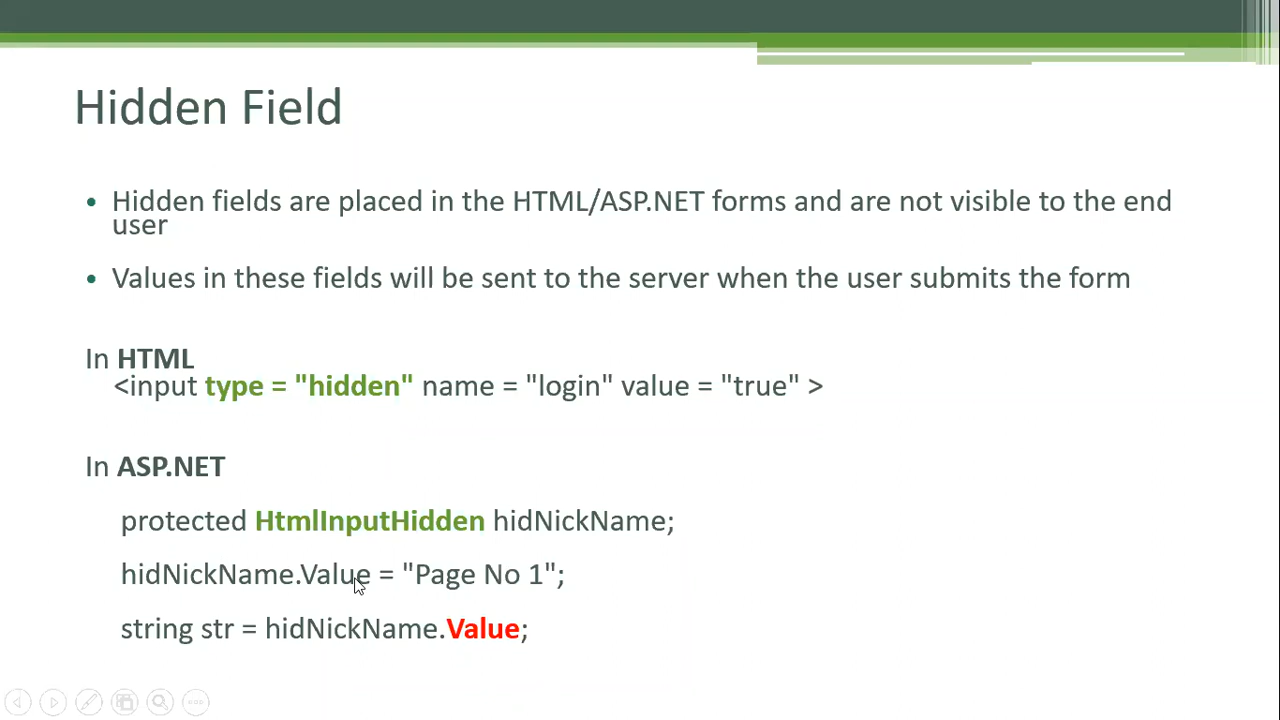 Hidden Field
• Hidden fields are placed in the HTML/ASP.NET forms and are not visible to the end
user
• Values in these fields will be sent to the server when the user submits the form
In HTML
<input type = "hidden" name = "login" value = "true" >
In ASP.NET
protected HtmlInputHidden hidNickName;
hidNickName.Value = "Page No 1";
string str = hidNickName.Value;